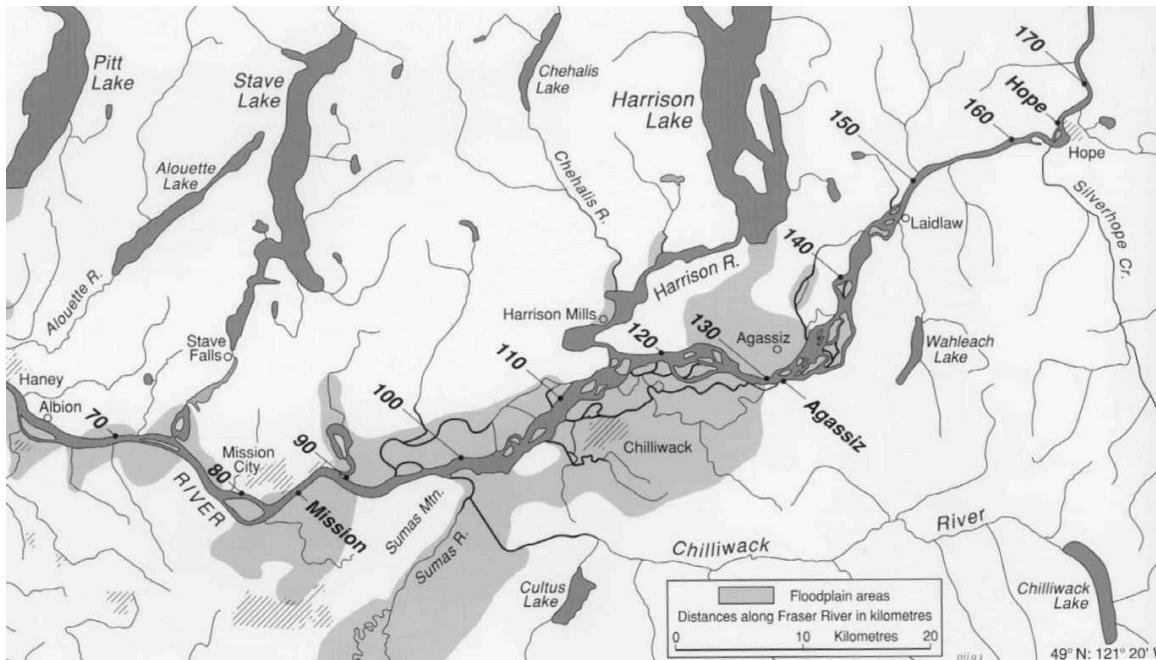 Pitt
Lake
Stave
Lake
Chehalis
Lake
Harrison
Lake
170
Hope
160
150
Hope
Alouette
Lake
Chehalis R.
Silverhope Cr.
Laidlaw
140
Harrison R.
Alouette R.
Harrison Mills
120
130
Agassiz
Stave
Falls
Wahleach
Lake
110
Haney
Albion
70
100
Agassiz
Mission
City
90
Chilliwack
80
RIVER
Mission
Sumas Mtn.
Sumas R.
Chilliwack River
Cultus
Lake
Chilliwack
Lake
Floodplain areas
Distances along Fraser River in kilometres
0 10 Kilometres 20
49° N: 121° 20'